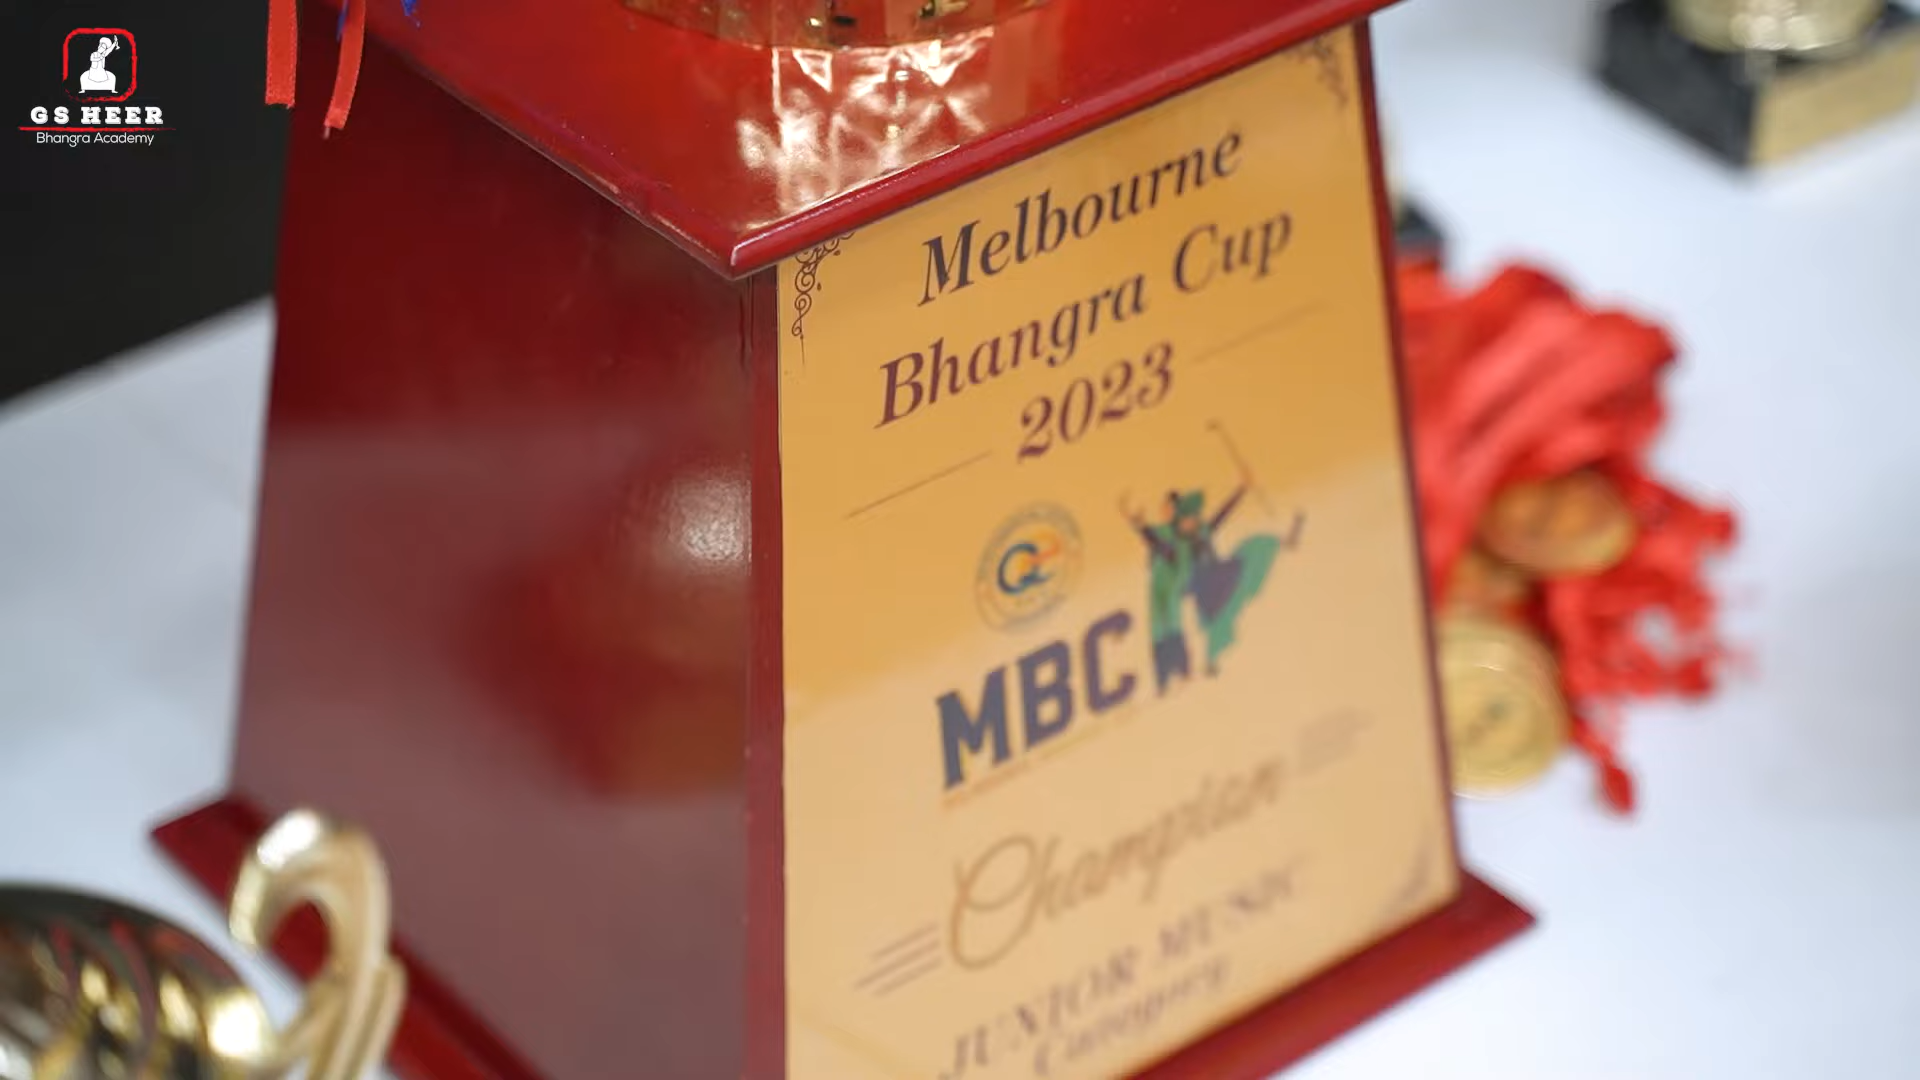 GS HEER
Bhangra Academy
Melbourne
Bhangra Cup
2023
MBC
Champion
JUNIOR MUSIC
Category